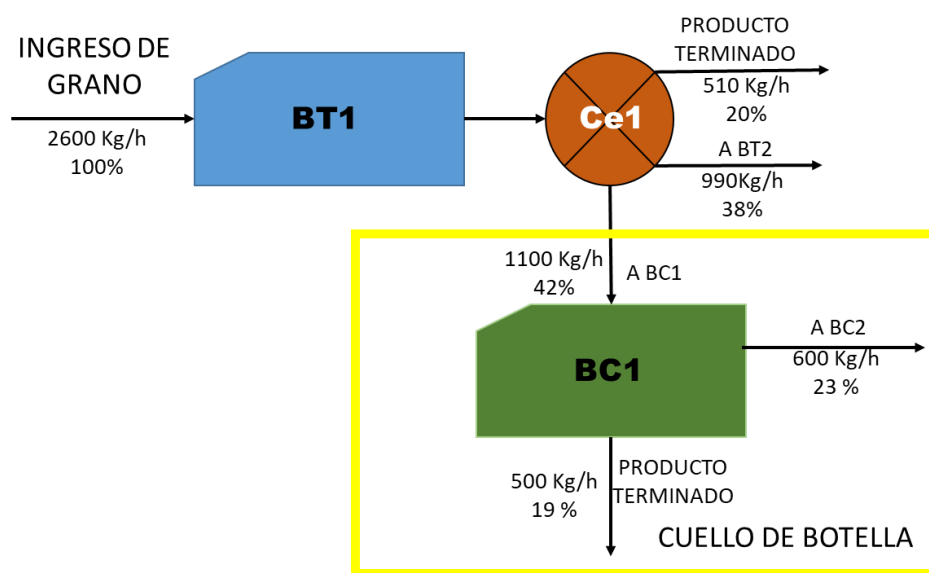 INGRESO DE
GRANO
2600 Kg/h
100%
BT1
Ce1
PRODUCTO
TERMINADO
510 Kg/h
20%
A BT2
990Kg/h
38%
1100 Kg/h
42%
A BC1
BC1
A BC2
600 Kg/h
23 %
500 Kg/h
19 %
PRODUCTO
TERMINADO
CUELLO DE BOTELLA